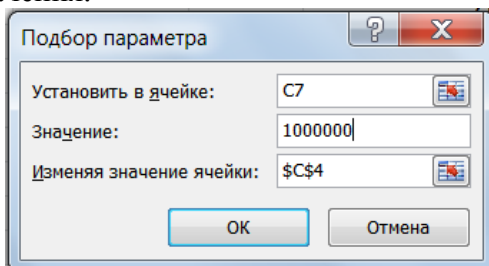 Подбор параметра
Установить в ячейке: C7
Значение: 1000000
Изменяя значение ячейки: $C$4
ОК Отмена